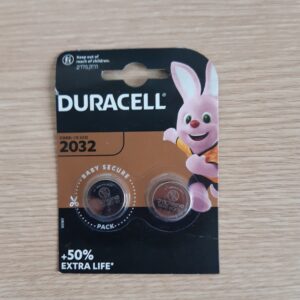 Keep out of
reach of children
DURACELL®
2032
BABY SECURE
PACK
+50%
EXTRA LIFE*